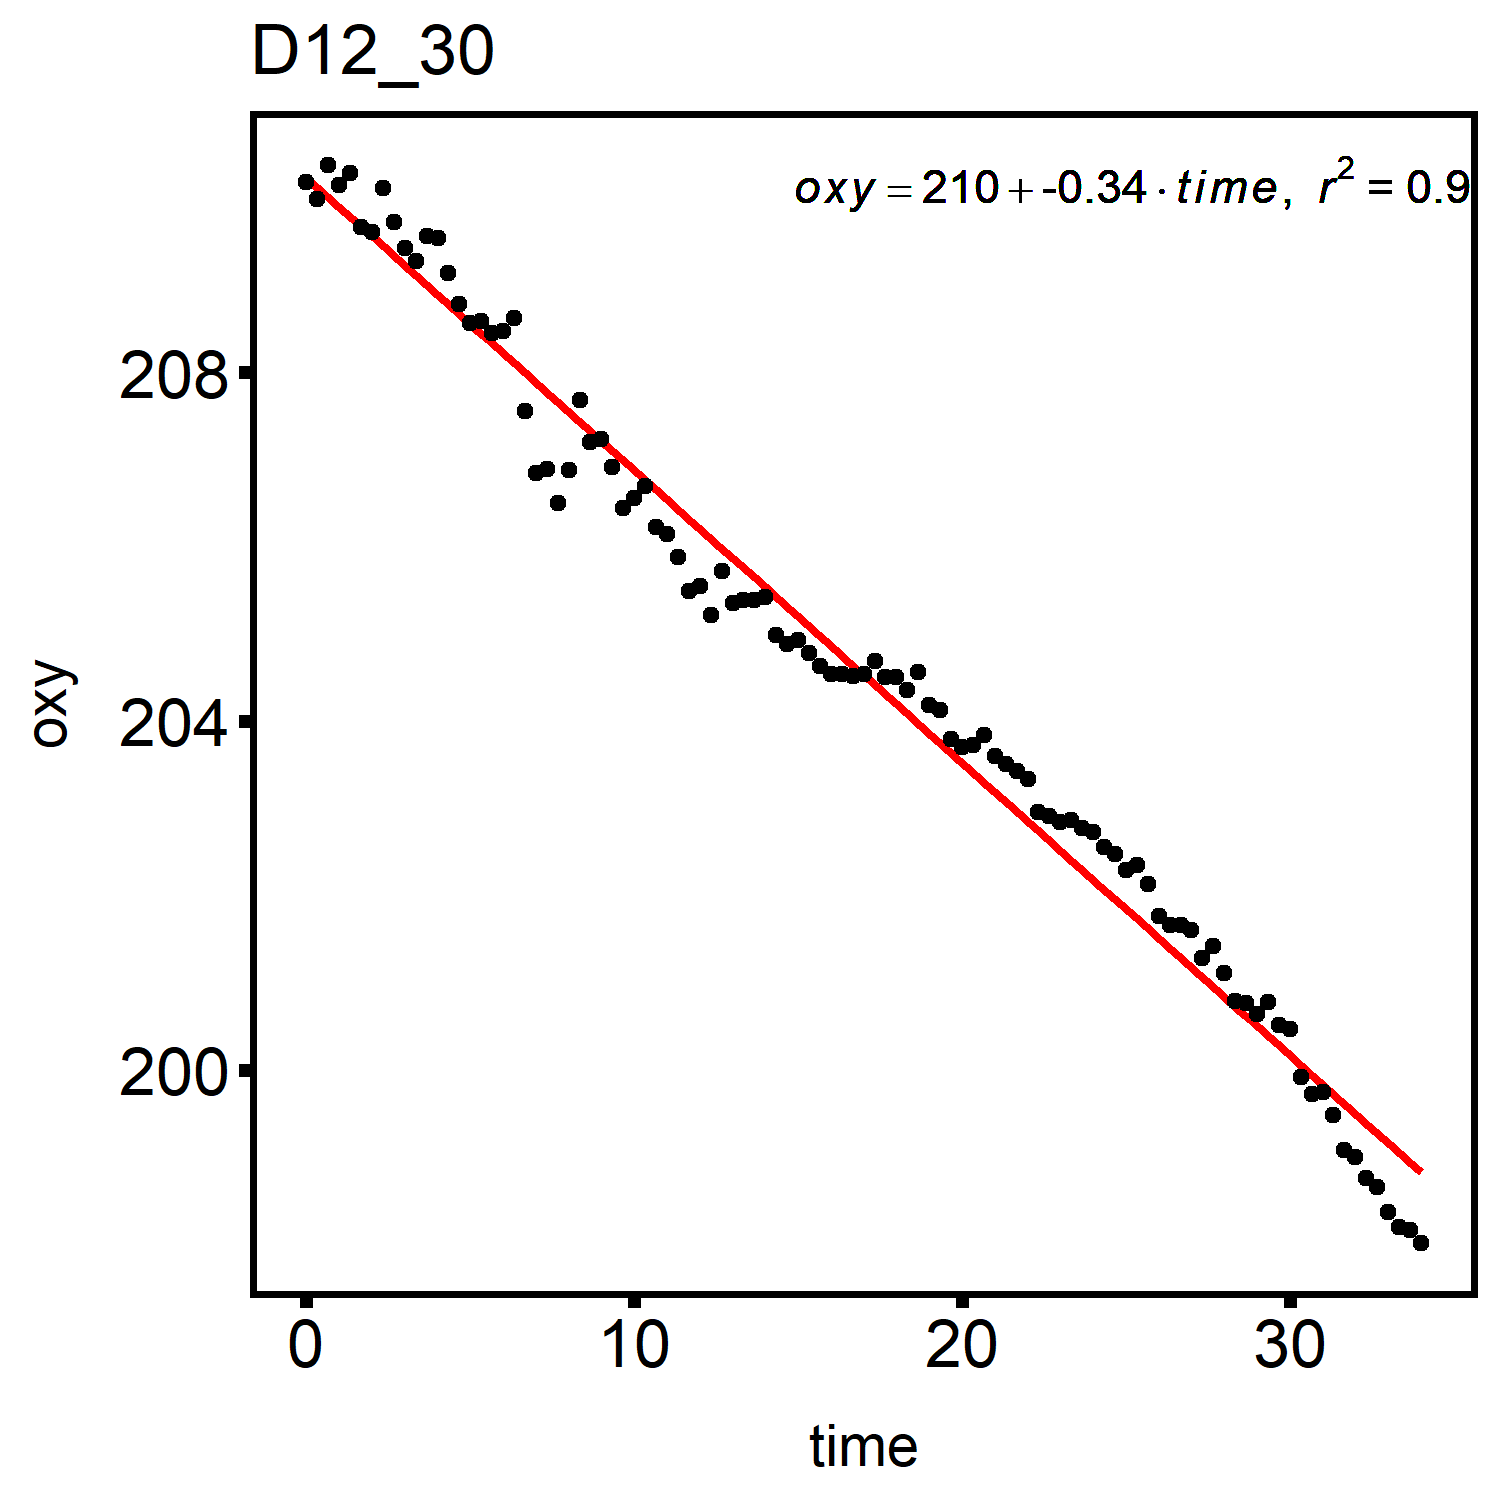 D12_30
oxy = 210 + -0.34 · time, r² = 0.9
208
204
200
oxy
0 10 20 30
time